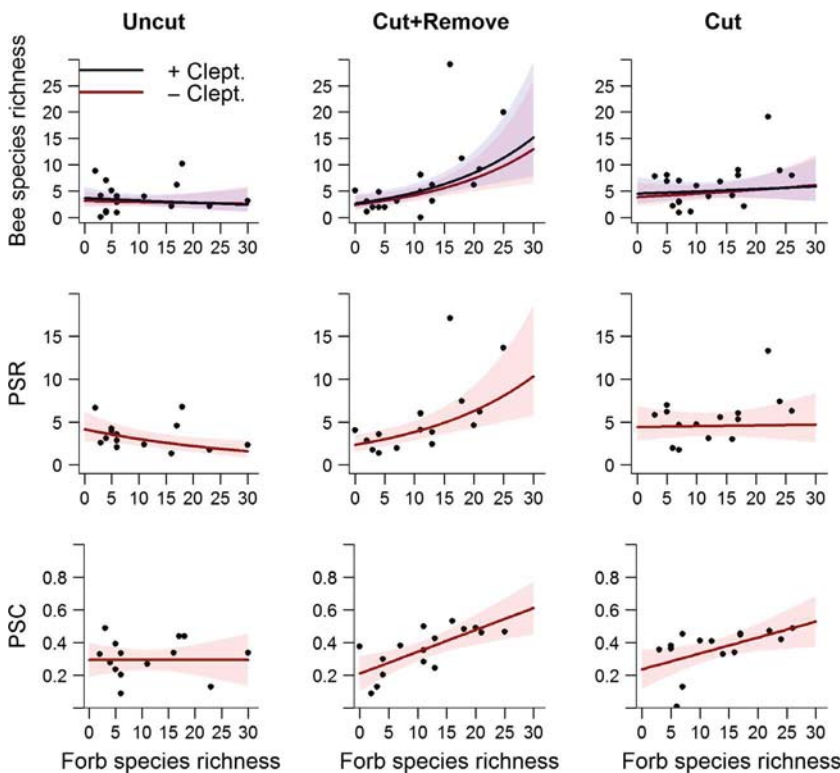 Uncut Cut+Remove Cut
Bee species richness
+ Clept.
– Clept.
25
20
15
10
5
0
0 5 10 15 20 25 30
25
20
15
10
5
0
0 5 10 15 20 25 30
25
20
15
10
5
0
0 5 10 15 20 25 30
PSR
15
10
5
0
0 5 10 15 20 25 30
15
10
5
0
0 5 10 15 20 25 30
15
10
5
0
0 5 10 15 20 25 30
PSC
0.8
0.6
0.4
0.2
0 5 10 15 20 25 30
Forb species richness
0.8
0.6
0.4
0.2
0 5 10 15 20 25 30
Forb species richness
0.8
0.6
0.4
0.2
0 5 10 15 20 25 30
Forb species richness